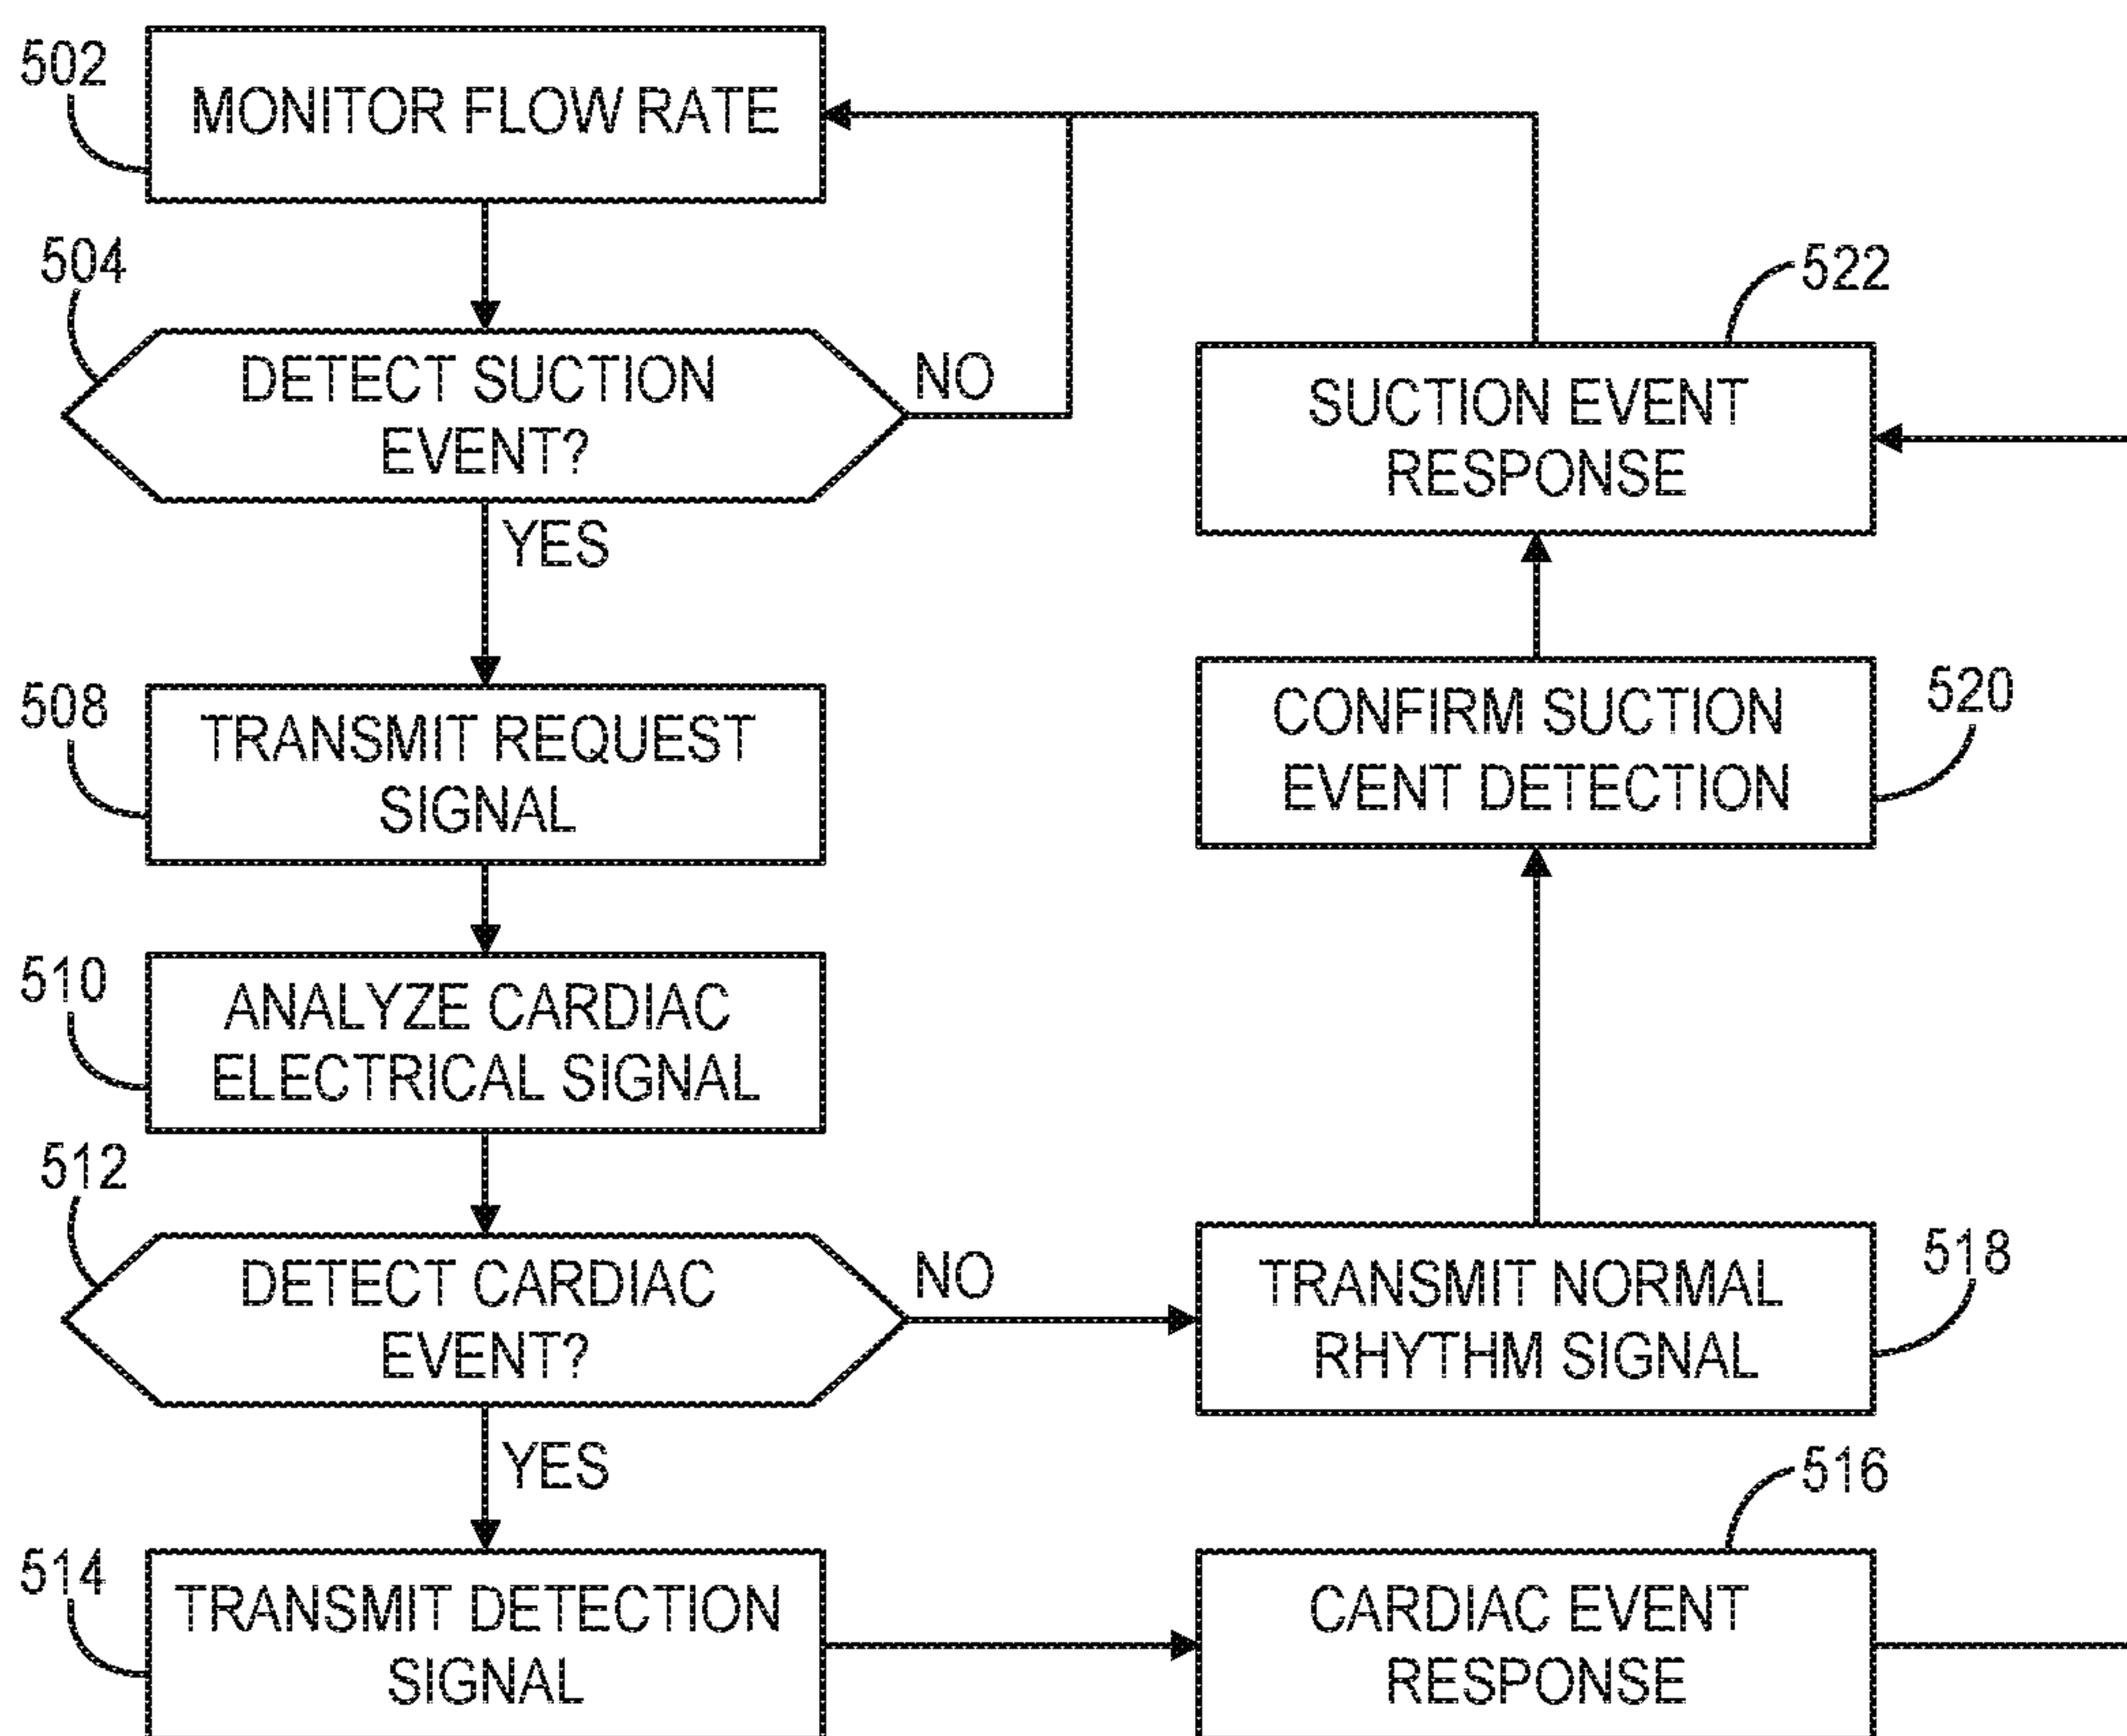 502
MONITOR FLOW RATE
504
DETECT SUCTION
EVENT?
NO
YES
508
TRANSMIT REQUEST
SIGNAL
510
ANALYZE CARDIAC
ELECTRICAL SIGNAL
512
DETECT CARDIAC
EVENT?
NO
YES
514
TRANSMIT DETECTION
SIGNAL
522
SUCTION EVENT
RESPONSE
520
CONFIRM SUCTION
EVENT DETECTION
518
TRANSMIT NORMAL
RHYTHM SIGNAL
516
CARDIAC EVENT
RESPONSE